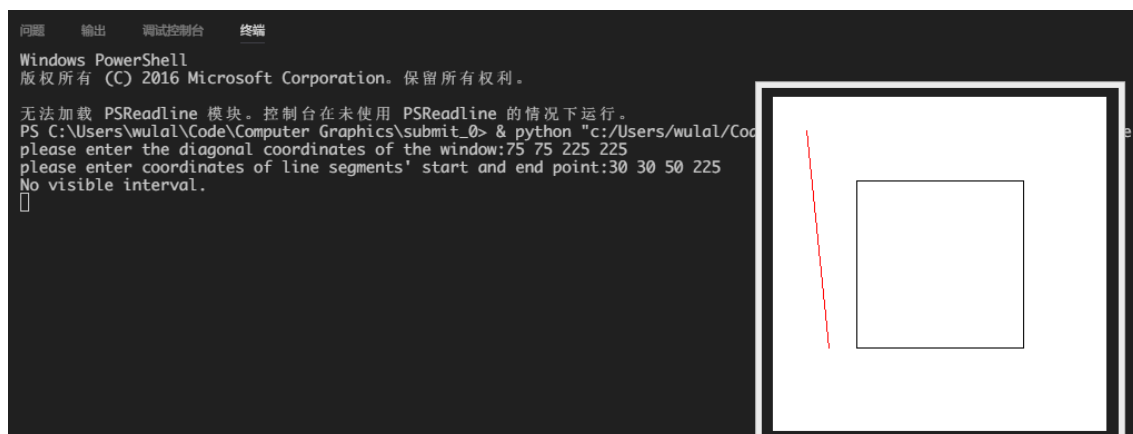 问题 输出 调试控制台 终端
Windows PowerShell
版权所有 (C) 2016 Microsoft Corporation。保留所有权利。
无法加载 PSReadline 模块。控制台在未使用 PSReadline 的情况下运行。
PS C:\Users\wulal\Code\Computer Graphics\submit_0> & python "c:/Users/wulal/Cod
please enter the diagonal coordinates of the window:75 75 225 225
please enter coordinates of line segments' start and end point:30 30 50 225
No visible interval.